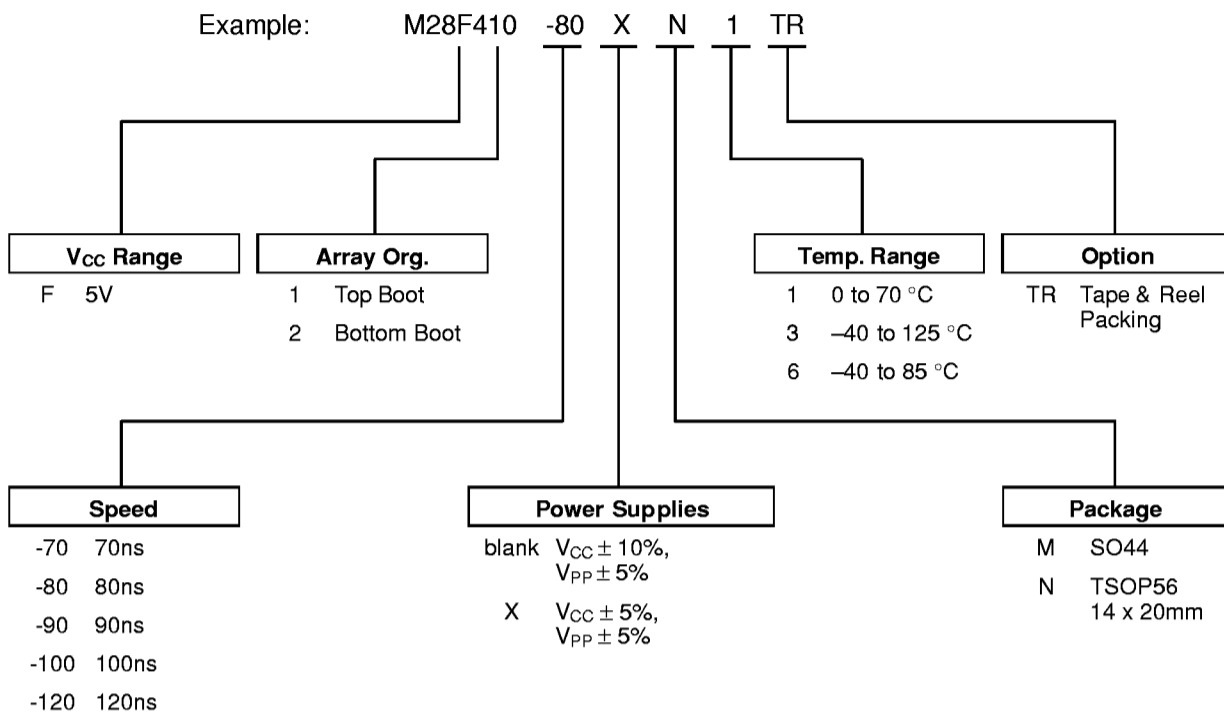 Example: M28F410 -80 X N 1 TR
VCC Range
F 5V
Array Org.
1 Top Boot
2 Bottom Boot
Temp. Range
1 0 to 70 °C
3 –40 to 125 °C
6 –40 to 85 °C
Option
TR Tape & Reel
Packing
Speed
-70 70ns
-80 80ns
-90 90ns
-100 100ns
-120 120ns
Power Supplies
blank VCC ± 10%,
VPP ± 5%
X VCC ± 5%,
VPP ± 5%
Package
M SO44
N TSOP56
14 x 20mm